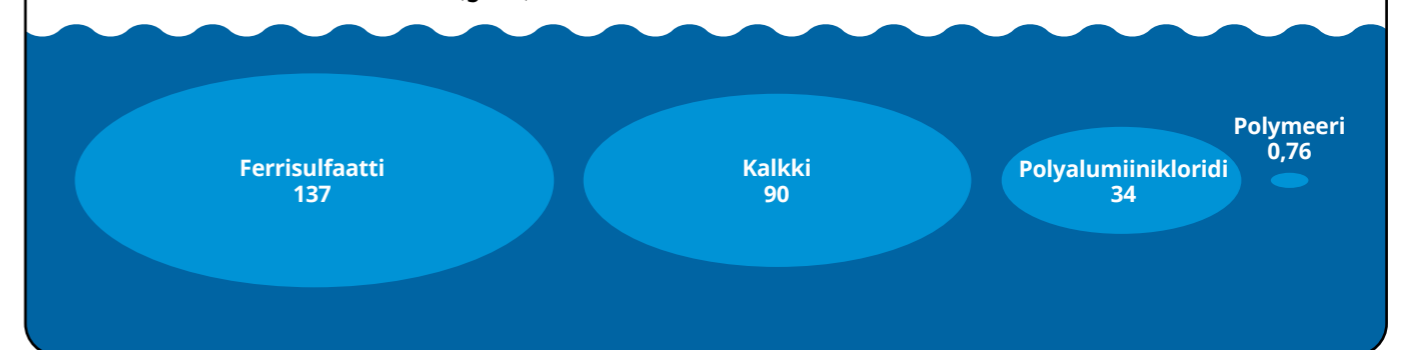 Ferrisulfaatti
137
Kalkki
90
Polyalumiinikloridi
34
Polymeeri
0,76